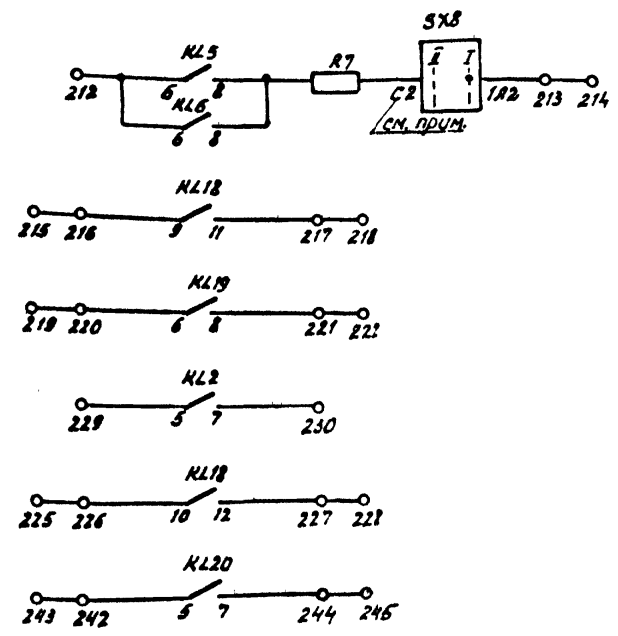 SX8
KL5 R7 II I
212 6 8 C2 1A2 213 214
KL6
6 8 см. прим.
KL18
215 216 9 11 217 218
KL19
219 220 6 8 221 222
KL2
229 5 7 230
KL18
225 226 10 12 227 228
KL20
243 242 5 7 244 245